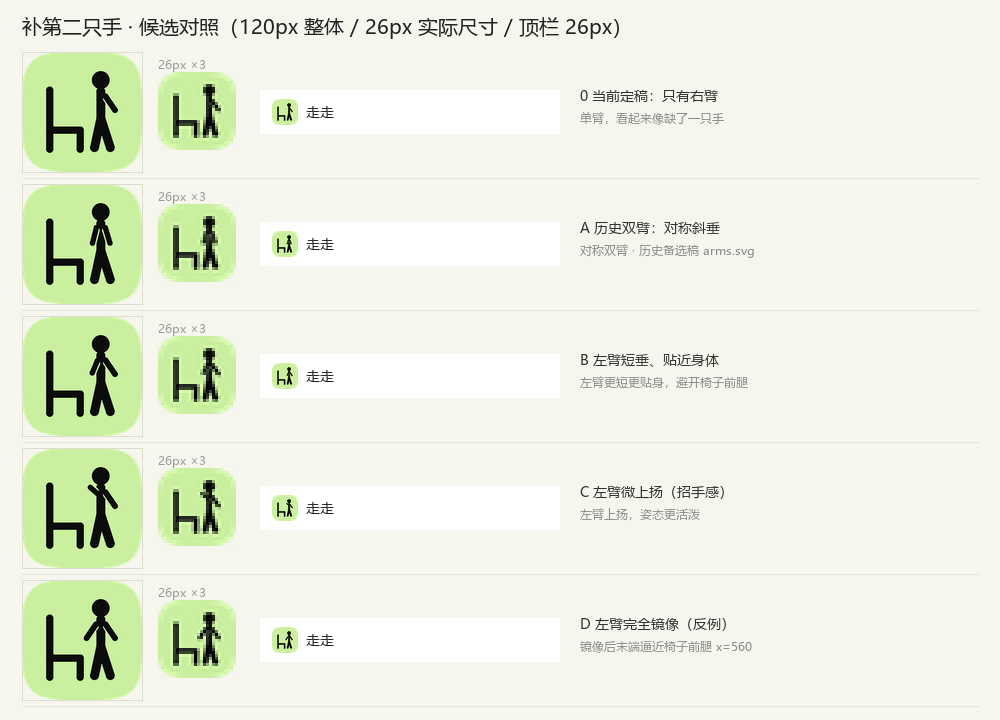 补第二只手 · 候选对照（120px 整体 / 26px 实际尺寸 / 顶栏 26px）
26px ×3
走走
0 当前定稿：只有右臂
单臂，看起来像缺了一只手
26px ×3
走走
A 历史双臂：对称斜垂
对称双臂 · 历史备选稿 arms.svg
26px ×3
走走
B 左臂短垂、贴近身体
左臂更短更贴身，避开椅子前腿
26px ×3
走走
C 左臂微上扬（招手感）
左臂上扬，姿态更活泼
26px ×3
走走
D 左臂完全镜像（反例）
镜像后末端逼近椅子前腿 x=560